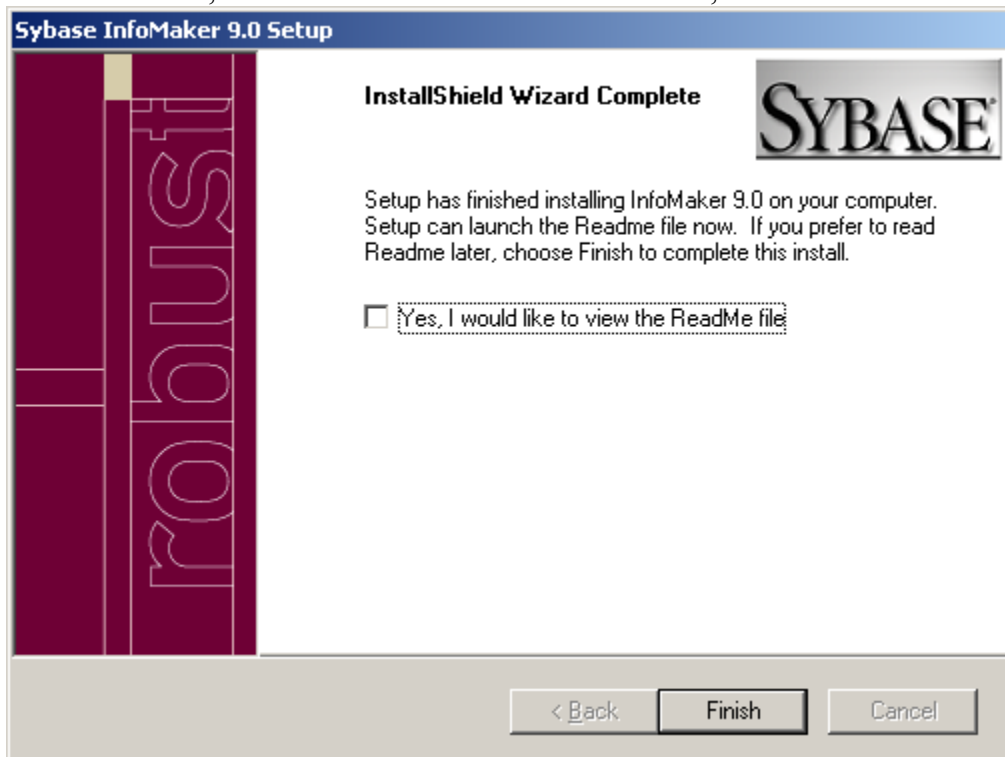 Sybase InfoMaker 9.0 Setup
robust
InstallShield Wizard Complete
SYBASE
Setup has finished installing InfoMaker 9.0 on your computer.
Setup can launch the Readme file now.  If you prefer to read
Readme later, choose Finish to complete this install.
Yes, I would like to view the ReadMe file
< Back
Finish
Cancel